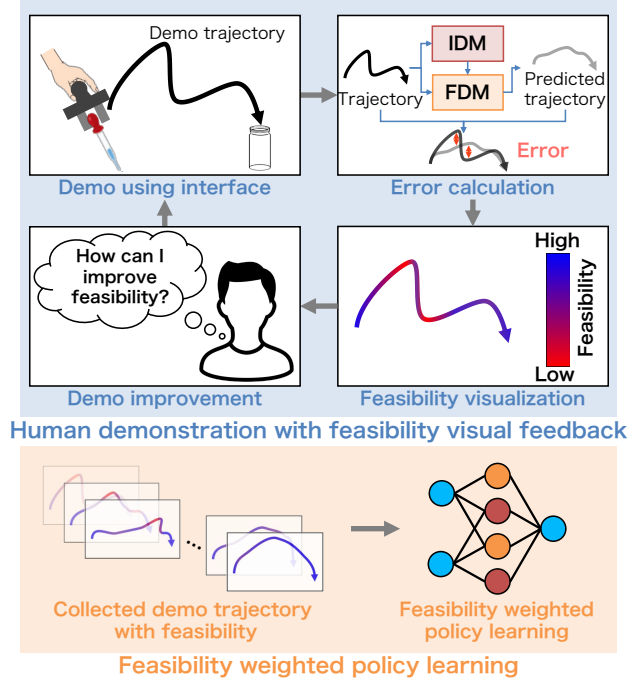 Demo trajectory
Demo using interface
IDM
FDM
Trajectory
Predicted
trajectory
Error
Error calculation
How can I
improve
feasibility?
Demo improvement
High
Feasibility
Low
Feasibility visualization
Human demonstration with feasibility visual feedback
Collected demo trajectory
with feasibility
Feasibility weighted
policy learning
Feasibility weighted policy learning